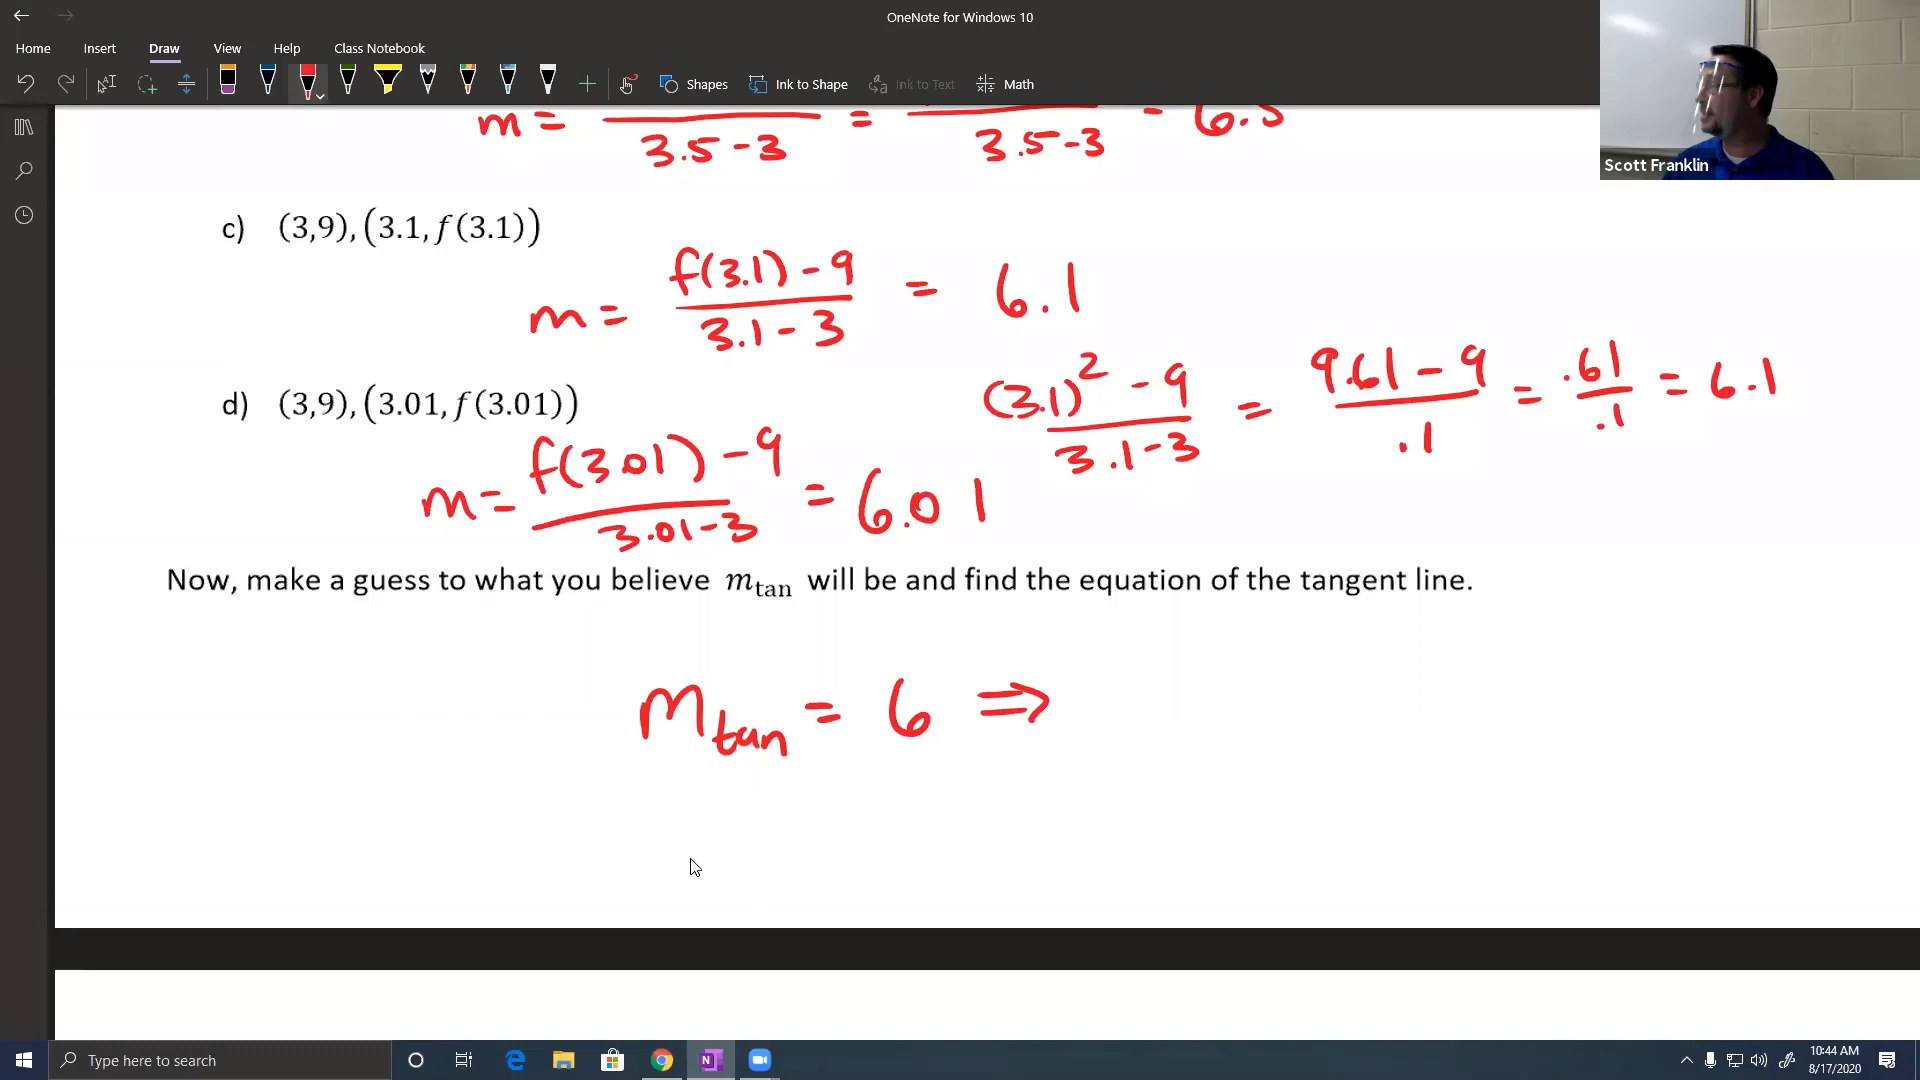 OneNote for Windows 10
Home Insert Draw View Help Class Notebook
Shapes Ink to Shape Ink to Text Math
Scott Franklin
m = / 3.5 - 3 = / 3.5 - 3 = 6.5
c) (3,9), (3.1, f(3.1))
m = f(3.1) - 9 / 3.1 - 3 = 6.1
(3.1)² - 9 / 3.1 - 3 = 9.61 - 9 / .1 = .61 / .1 = 6.1
d) (3,9), (3.01, f(3.01))
m = f(3.01) - 9 / 3.01 - 3 = 6.01
Now, make a guess to what you believe m_tan will be and find the equation of the tangent line.
m_tan = 6 ⇒
Type here to search
10:44 AM
8/17/2020